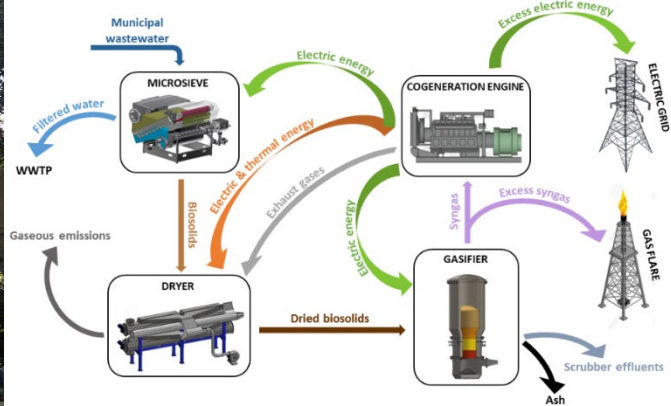 Municipal
wastewater
Excess electric energy
MICROSIEVE
Electric energy
COGENERATION ENGINE
ELECTRIC GRID
Filtered water
WWTP
Electric & thermal energy
Exhaust gases
Biosolids
Electric energy
Syngas
Excess syngas
GAS FLARE
Gaseous emissions
DRYER
GASIFIER
Dried biosolids
Scrubber effluents
Ash